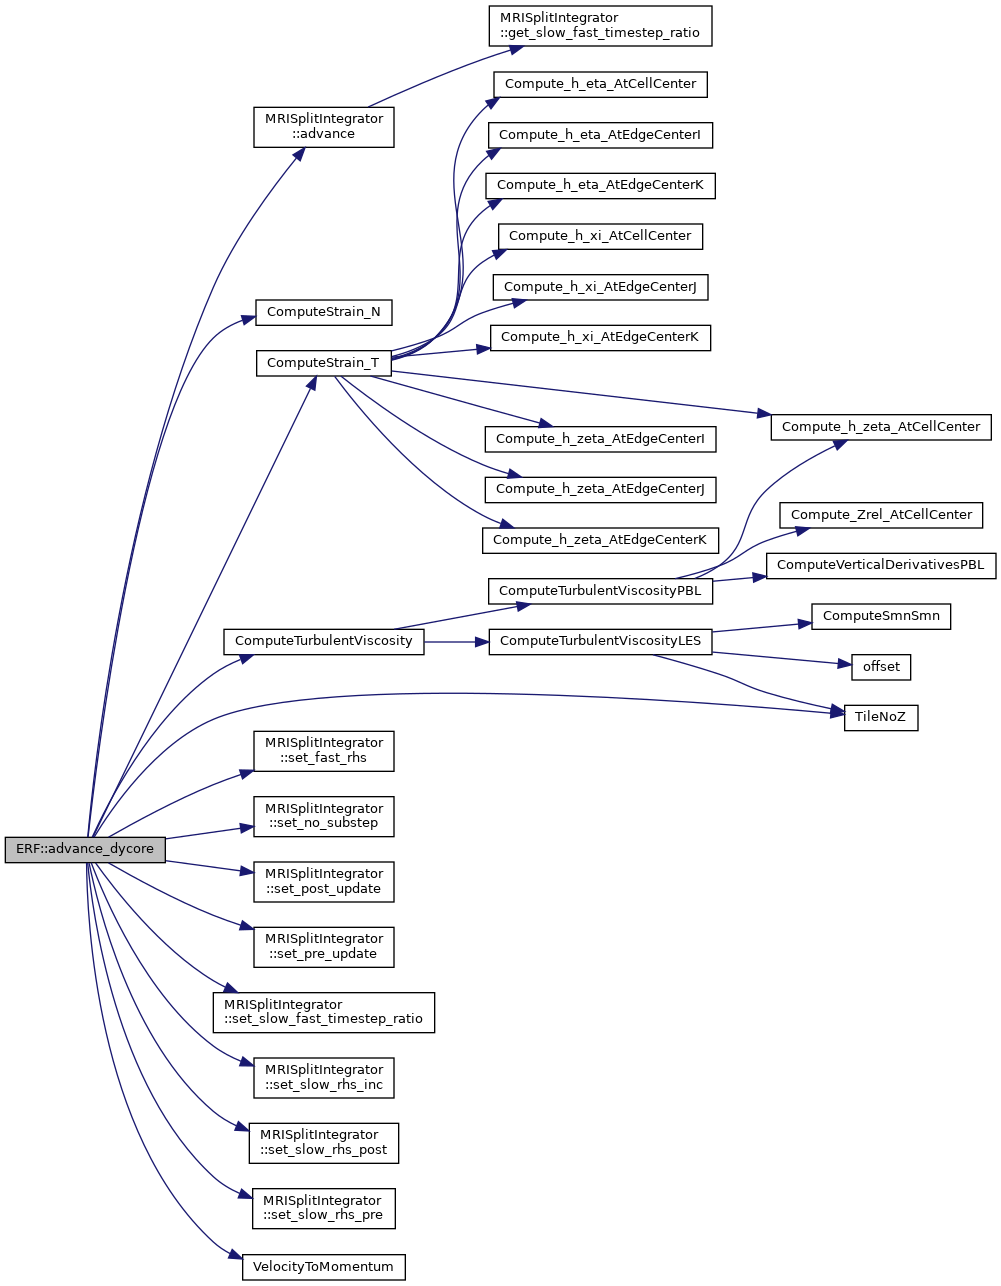 MRISplitIntegrator
::get_slow_fast_timestep_ratio
Compute_h_eta_AtCellCenter
MRISplitIntegrator
::advance
Compute_h_eta_AtEdgeCenterI
Compute_h_eta_AtEdgeCenterK
Compute_h_xi_AtCellCenter
Compute_h_xi_AtEdgeCenterJ
ComputeStrain_N
Compute_h_xi_AtEdgeCenterK
ComputeStrain_T
Compute_h_zeta_AtCellCenter
Compute_h_zeta_AtEdgeCenterI
Compute_h_zeta_AtEdgeCenterJ
Compute_Zrel_AtCellCenter
Compute_h_zeta_AtEdgeCenterK
ComputeVerticalDerivativesPBL
ComputeTurbulentViscosityPBL
ComputeSmnSmn
ComputeTurbulentViscosity
ComputeTurbulentViscosityLES
offset
TileNoZ
MRISplitIntegrator
::set_fast_rhs
MRISplitIntegrator
::set_no_substep
ERF::advance_dycore
MRISplitIntegrator
::set_post_update
MRISplitIntegrator
::set_pre_update
MRISplitIntegrator
::set_slow_fast_timestep_ratio
MRISplitIntegrator
::set_slow_rhs_inc
MRISplitIntegrator
::set_slow_rhs_post
MRISplitIntegrator
::set_slow_rhs_pre
VelocityToMomentum